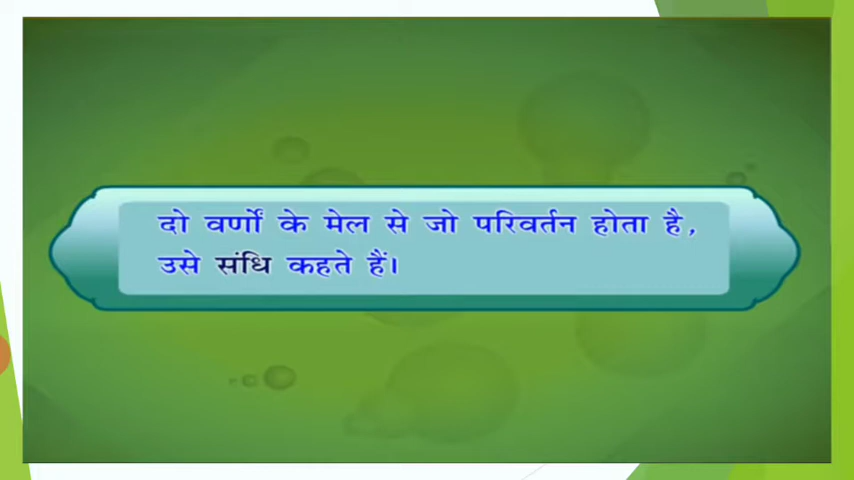 दो वर्णों के मेल से जो परिवर्तन होता है,
उसे संधि कहते हैं।